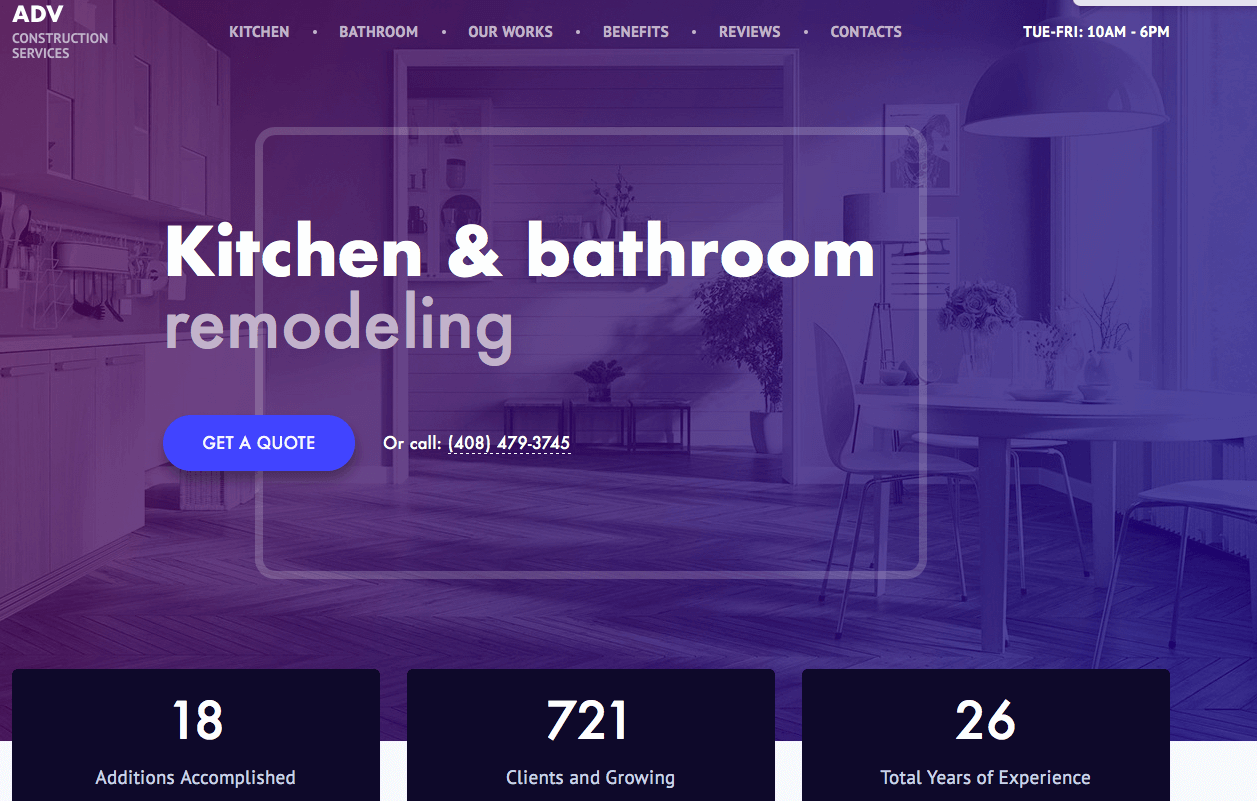 ADV
CONSTRUCTION
SERVICES
KITCHEN • BATHROOM • OUR WORKS • BENEFITS • REVIEWS • CONTACTS
TUE-FRI: 10AM - 6PM
Kitchen & bathroom
remodeling
GET A QUOTE
Or call: (408) 479-3745
18
Additions Accomplished
721
Clients and Growing
26
Total Years of Experience